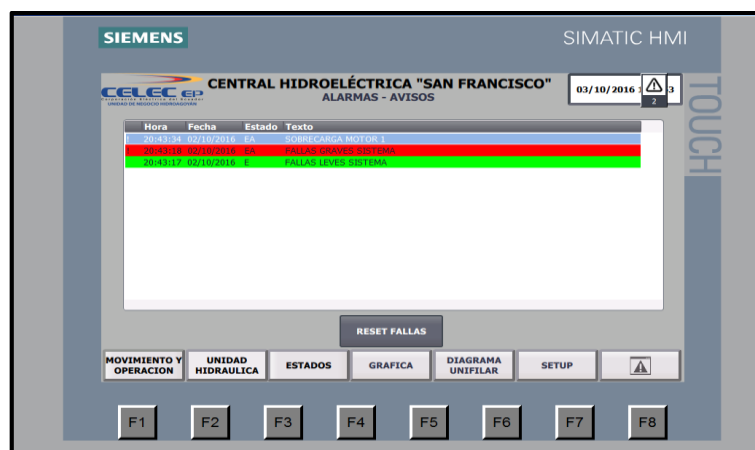 SIEMENS
SIMATIC HMI
TOUCH
CELEC EP
CENTRAL HIDROELÉCTRICA "SAN FRANCISCO"
ALARMAS - AVISOS
03/10/2016
2
Hora Fecha Estado Texto
! 20:43:34 02/10/2016 EA SOBRECARGA MOTOR 1
! 20:43:18 02/10/2016 EA FALLAS GRAVES SISTEMA
20:43:17 02/10/2016 E FALLAS LEVES SISTEMA
RESET FALLAS
MOVIMIENTO Y OPERACION
UNIDAD HIDRAULICA
ESTADOS
GRAFICA
DIAGRAMA UNIFILAR
SETUP
F1 F2 F3 F4 F5 F6 F7 F8